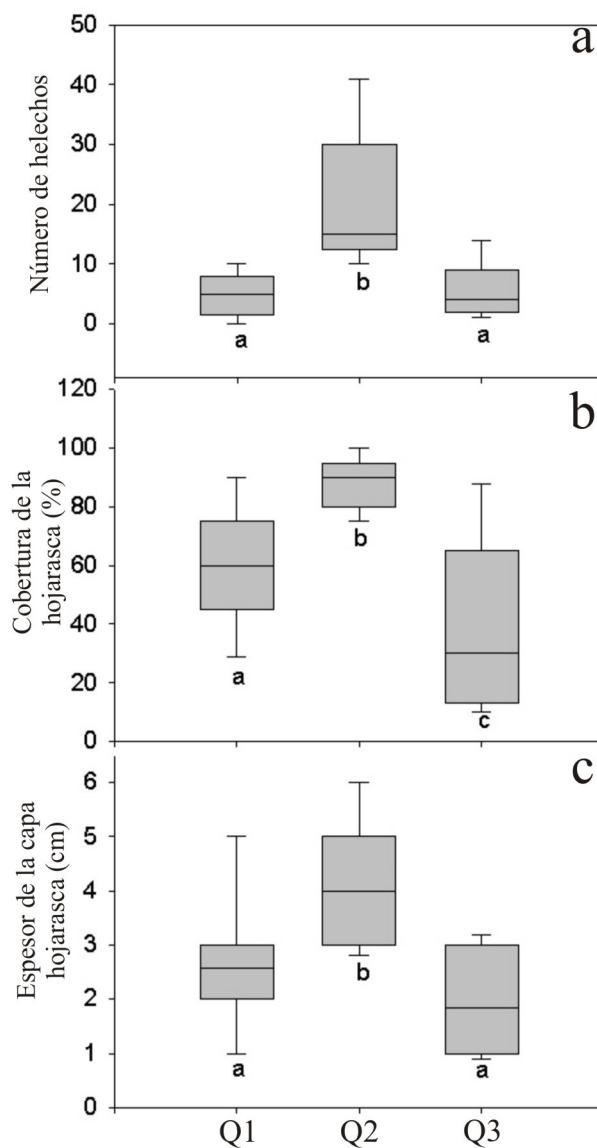 a
Número de helechos
50
40
30
20
10
0
a
b
a
b
Cobertura de la
hojarasca (%)
120
100
80
60
40
20
0
a
b
c
c
Espesor de la capa
hojarasca (cm)
6
5
4
3
2
1
0
a
b
a
Q1 Q2 Q3